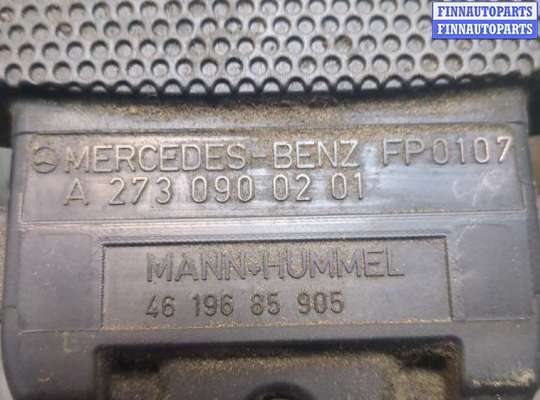 FINNAUTOPARTS
FINNAUTOPARTS
MERCEDES-BENZ FP0107
A 273 090 02 01
MANN+HUMMEL
46 196 85 905